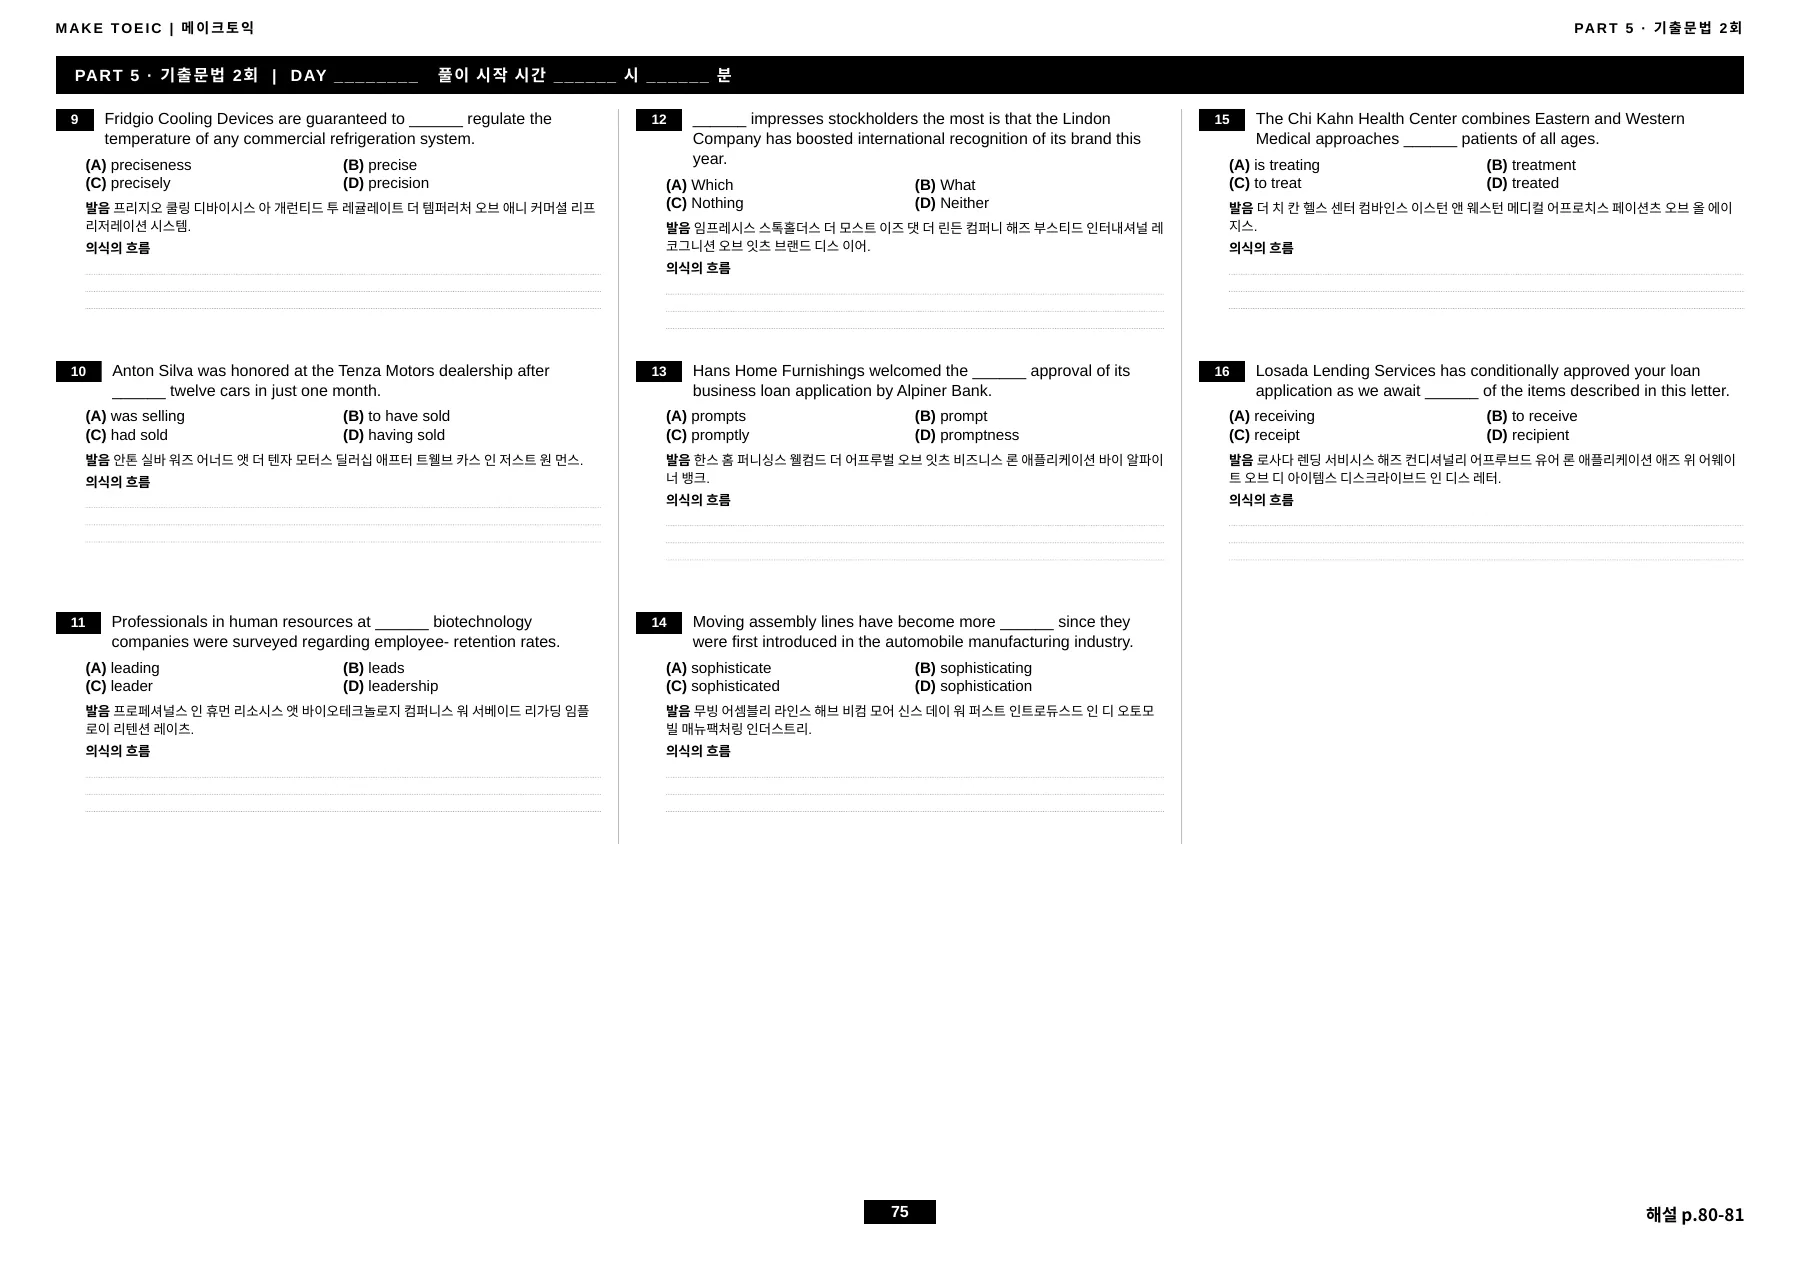 MAKE TOEIC | 메이크토익
PART 5 · 기출문법 2회
PART 5 · 기출문법 2회 | DAY ________ 풀이 시작 시간 ______ 시 ______ 분
9 Fridgio Cooling Devices are guaranteed to ______ regulate the
temperature of any commercial refrigeration system.
(A) preciseness (B) precise
(C) precisely (D) precision
발음 프리지오 쿨링 디바이시스 아 개런티드 투 레귤레이트 더 템퍼러처 오브 애니 커머셜 리프
리저레이션 시스템.
의식의 흐름
10 Anton Silva was honored at the Tenza Motors dealership after
______ twelve cars in just one month.
(A) was selling (B) to have sold
(C) had sold (D) having sold
발음 안톤 실바 워즈 어너드 앳 더 텐자 모터스 딜러십 애프터 트웰브 카스 인 저스트 원 먼스.
의식의 흐름
11 Professionals in human resources at ______ biotechnology
companies were surveyed regarding employee- retention rates.
(A) leading (B) leads
(C) leader (D) leadership
발음 프로페셔널스 인 휴먼 리소시스 앳 바이오테크놀로지 컴퍼니스 워 서베이드 리가딩 임플
로이 리텐션 레이츠.
의식의 흐름
12 ______ impresses stockholders the most is that the Lindon
Company has boosted international recognition of its brand this
year.
(A) Which (B) What
(C) Nothing (D) Neither
발음 임프레시스 스톡홀더스 더 모스트 이즈 댓 더 린든 컴퍼니 해즈 부스티드 인터내셔널 레
코그니션 오브 잇츠 브랜드 디스 이어.
의식의 흐름
13 Hans Home Furnishings welcomed the ______ approval of its
business loan application by Alpiner Bank.
(A) prompts (B) prompt
(C) promptly (D) promptness
발음 한스 홈 퍼니싱스 웰컴드 더 어프루벌 오브 잇츠 비즈니스 론 애플리케이션 바이 알파이
너 뱅크.
의식의 흐름
14 Moving assembly lines have become more ______ since they
were first introduced in the automobile manufacturing industry.
(A) sophisticate (B) sophisticating
(C) sophisticated (D) sophistication
발음 무빙 어셈블리 라인스 해브 비컴 모어 신스 데이 워 퍼스트 인트로듀스드 인 디 오토모
빌 매뉴팩처링 인더스트리.
의식의 흐름
15 The Chi Kahn Health Center combines Eastern and Western
Medical approaches ______ patients of all ages.
(A) is treating (B) treatment
(C) to treat (D) treated
발음 더 치 칸 헬스 센터 컴바인스 이스턴 앤 웨스턴 메디컬 어프로치스 페이션츠 오브 올 에이
지스.
의식의 흐름
16 Losada Lending Services has conditionally approved your loan
application as we await ______ of the items described in this letter.
(A) receiving (B) to receive
(C) receipt (D) recipient
발음 로사다 렌딩 서비시스 해즈 컨디셔널리 어프루브드 유어 론 애플리케이션 애즈 위 어웨이
트 오브 디 아이템스 디스크라이브드 인 디스 레터.
의식의 흐름
75
해설 p.80-81